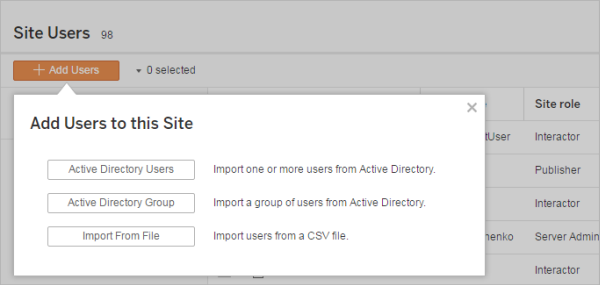 Site Users 98
+ Add Users 0 selected
Site role
Add Users to this Site
tUser Interactor
Active Directory Users Import one or more users from Active Directory.
Publisher
Active Directory Group Import a group of users from Active Directory.
Interactor
Import From File Import users from a CSV file.
henko Server Admin
Interactor